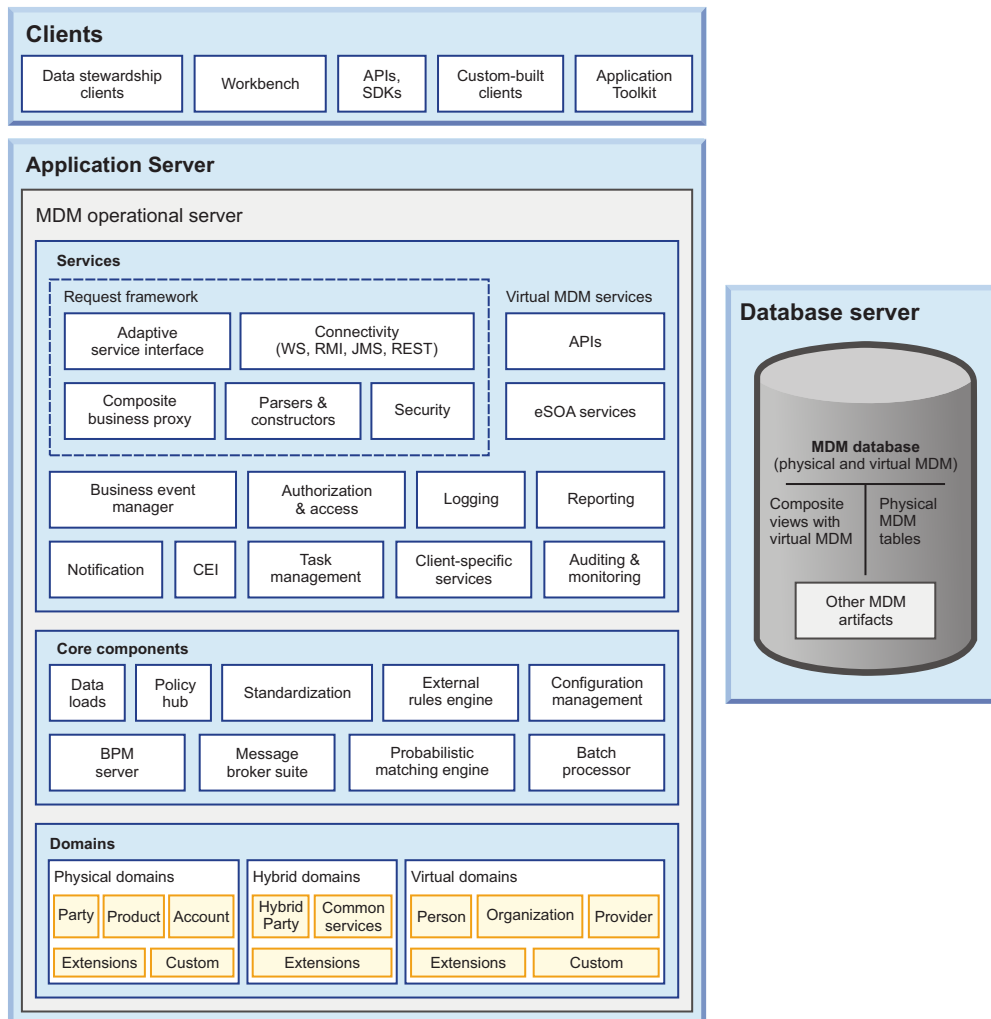 Clients
Data stewardship
clients
Workbench
APIs,
SDKs
Custom-built
clients
Application
Toolkit
Application Server
MDM operational server
Services
Request framework
Adaptive
service interface
Connectivity
(WS, RMI, JMS, REST)
Composite
business proxy
Parsers &
constructors
Security
Virtual MDM services
APIs
eSOA services
Business event
manager
Authorization
& access
Logging
Reporting
Notification
CEI
Task
management
Client-specific
services
Auditing &
monitoring
Core components
Data
loads
Policy
hub
Standardization
External
rules engine
Configuration
management
BPM
server
Message
broker suite
Probabilistic
matching engine
Batch
processor
Domains
Physical domains
Party
Product
Account
Extensions
Custom
Hybrid domains
Hybrid
Party
Common
services
Extensions
Virtual domains
Person
Organization
Provider
Extensions
Custom
Database server
MDM database
(physical and virtual MDM)
Composite
views with
virtual MDM
Physical
MDM
tables
Other MDM
artifacts